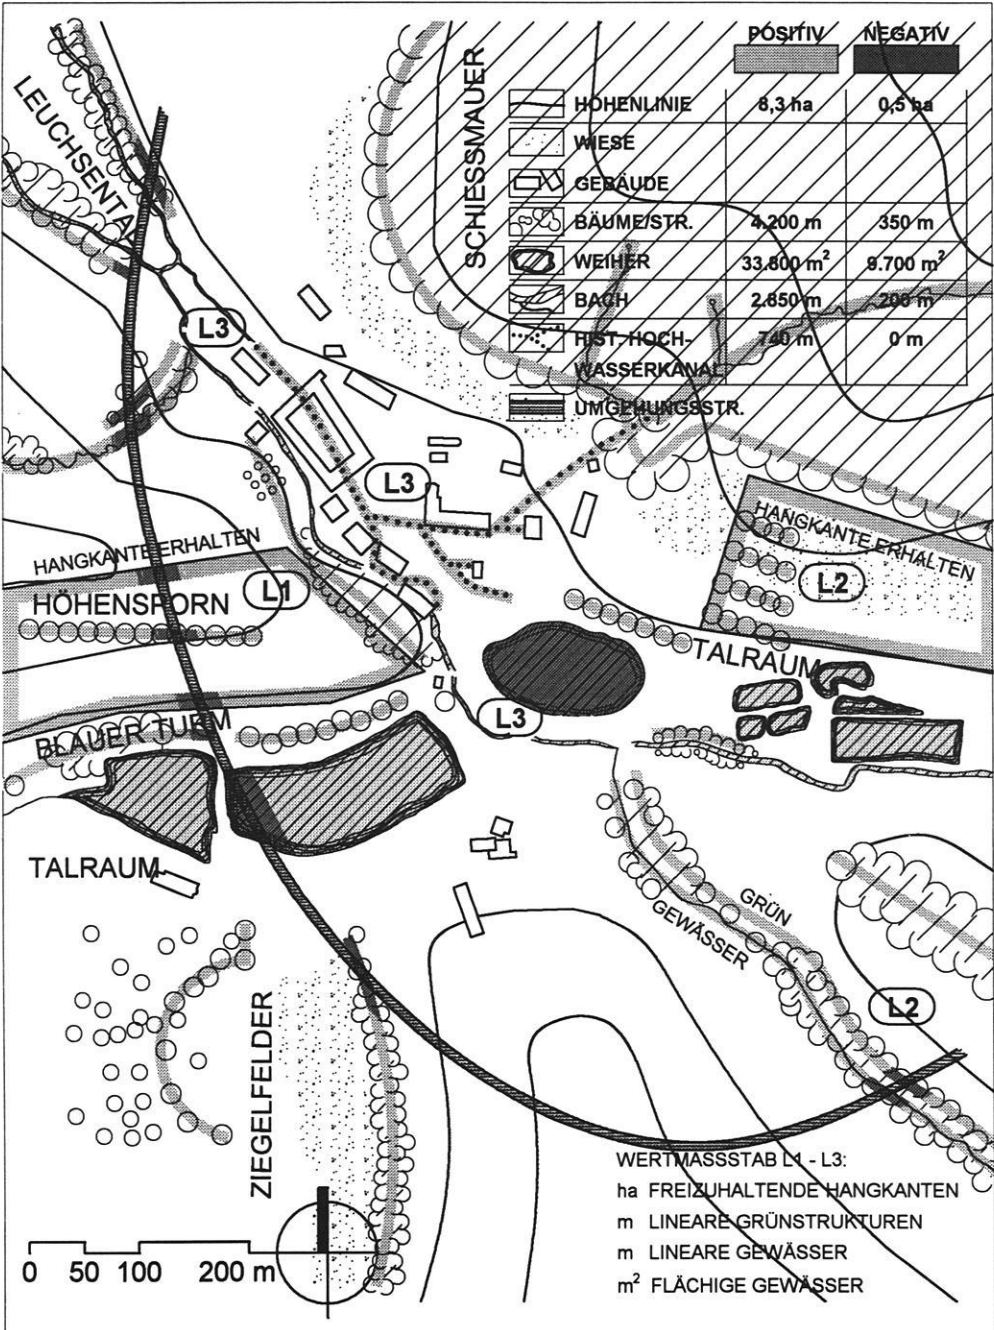 POSITIV NEGATIV
HÖHENLINIE 8,3 ha 0,5 ha
WIESE
GEBÄUDE
BÄUME/STR. 4.200 m 350 m
WEIHER 33.800 m² 9.700 m²
BACH 2.850 m 200 m
HIST. HOCH- 740 m 0 m
WASSERKANAL
UMGEHUNGSSTR.
SCHIESSMAUER
LEUCHSENTAL
L3
L3
HANGKANTE ERHALTEN
HANGKANTE ERHALTEN
L1
L2
HÖHENSPORN
TALRAUM
L3
BLAUER TURM
TALRAUM
GRÜN
GEWÄSSER
L2
ZIEGELFELDER
WERTMASSSTAB L1 - L3:
ha FREIZUHALTENDE HANGKANTEN
m LINEARE GRÜNSTRUKTUREN
m LINEARE GEWÄSSER
m² FLÄCHIGE GEWÄSSER
0 50 100 200 m